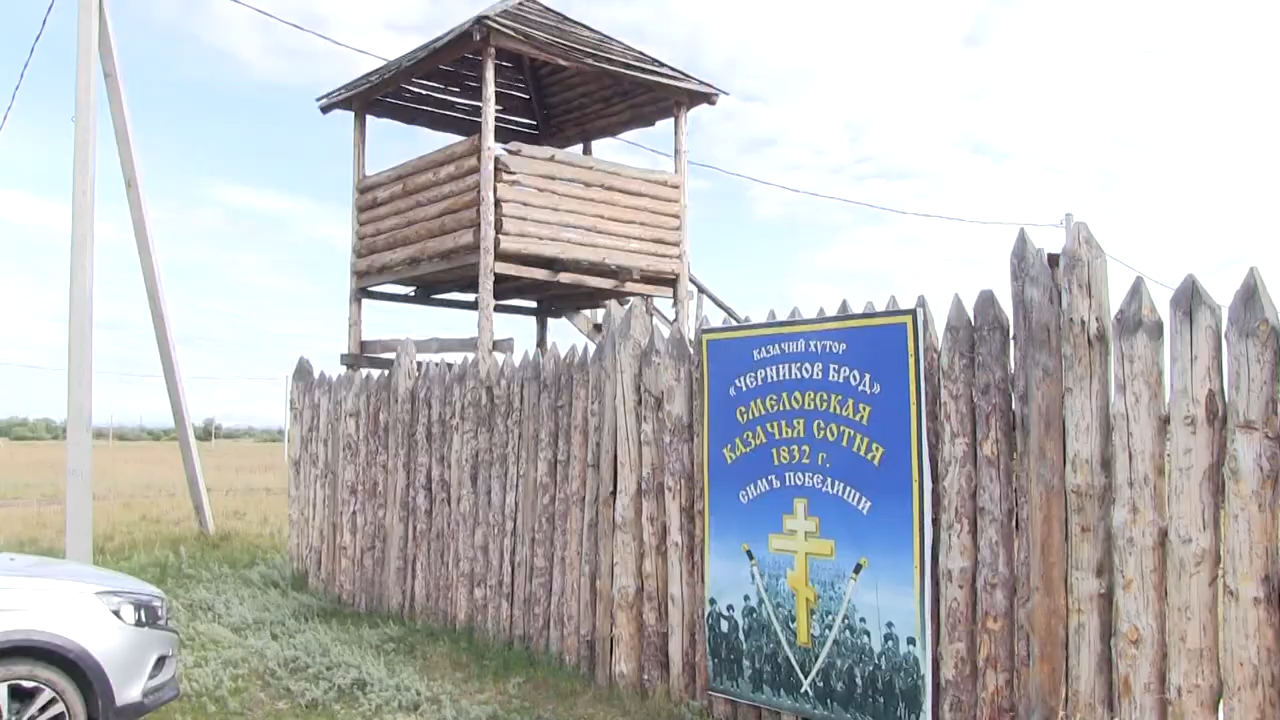 КАЗАЧИЙ ХУТОР
«ЧЕРНИКОВ БРОД»
СМЕЛОВСКАЯ
КАЗАЧЬЯ СОТНЯ
1832 г.
СИМЪ ПОБЕДИШИ